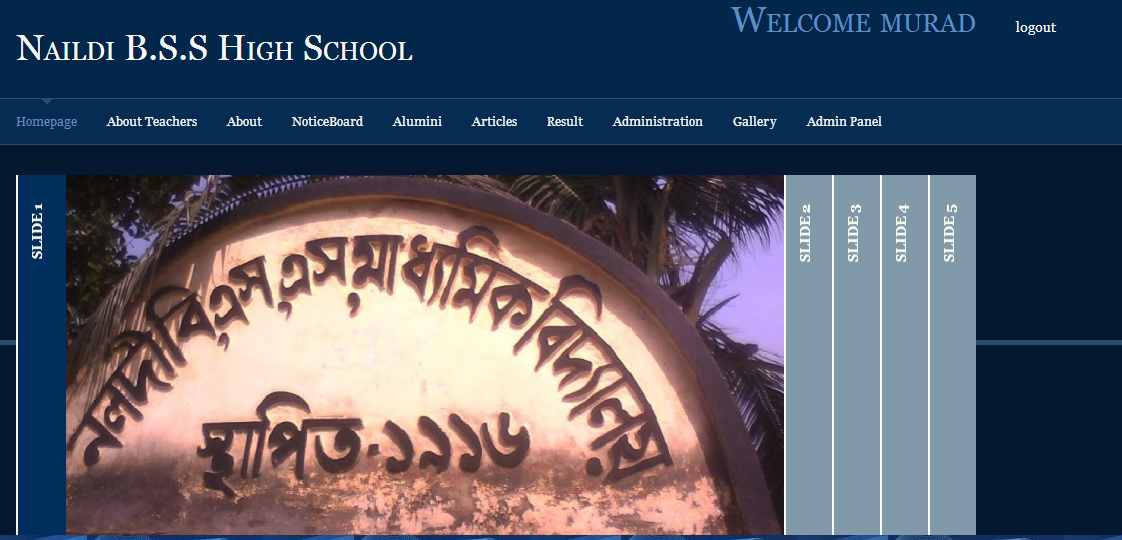 Welcome murad
logout
Naildi B.S.S High School
Homepage About Teachers About NoticeBoard Alumini Articles Result Administration Gallery Admin Panel
SLIDE 1
নলদী বি, এস, এস, মাধ্যমিক বিদ্যালয়
স্থাপিত-১৯১৬
SLIDE 2
SLIDE 3
SLIDE 4
SLIDE 5